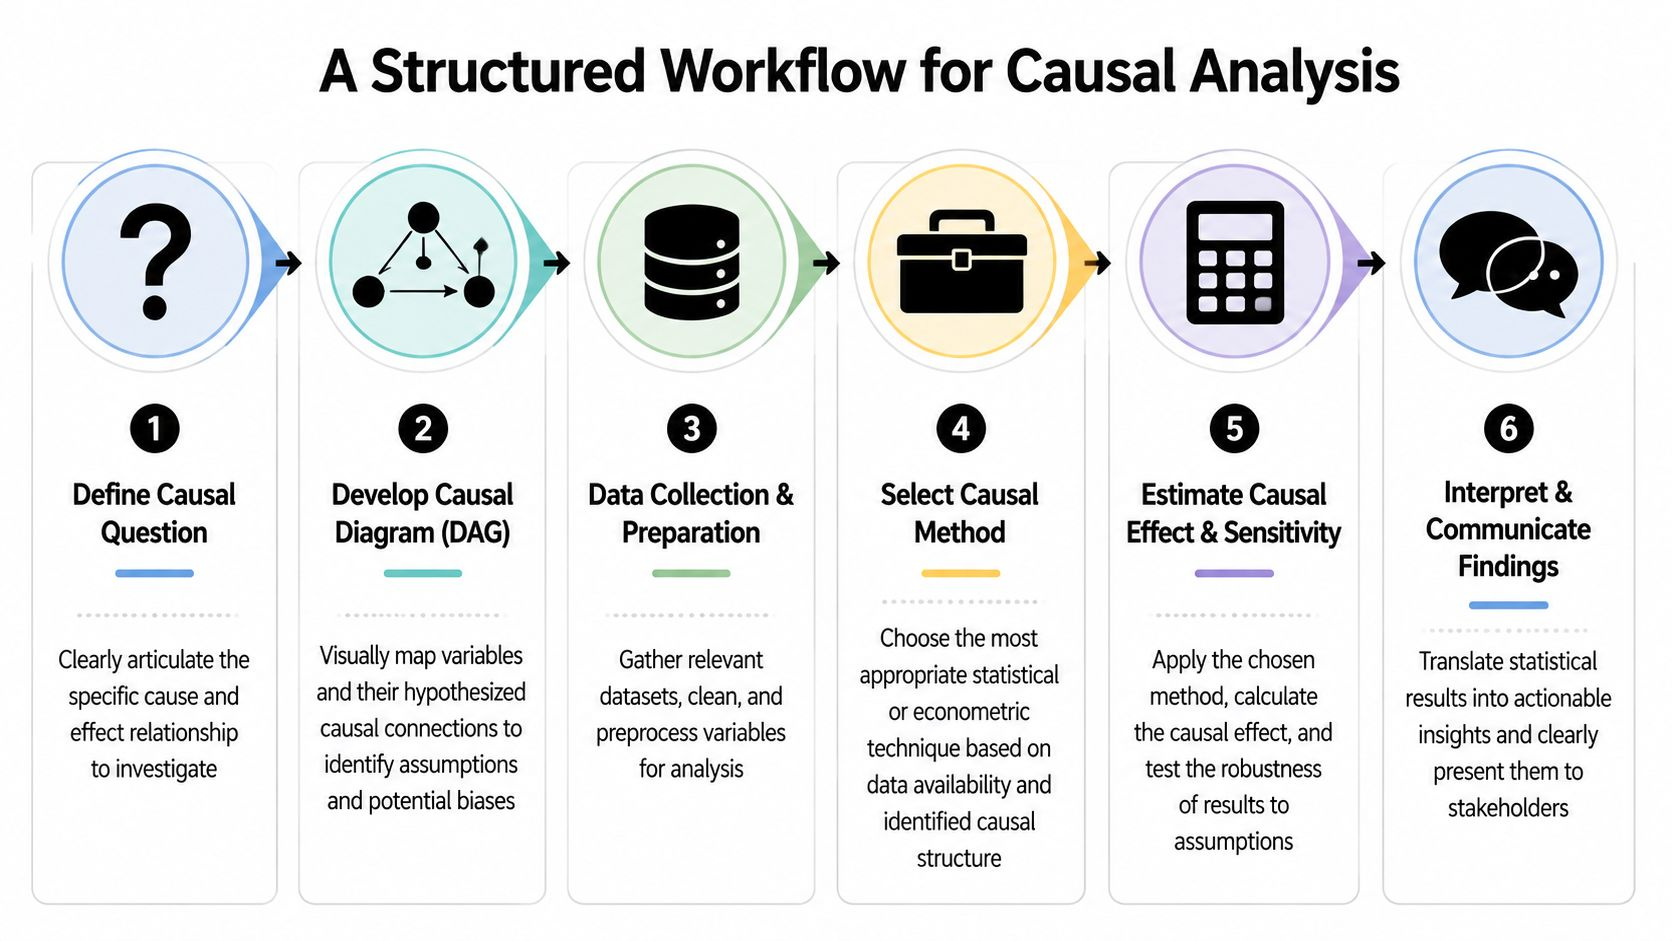 A Structured Workflow for Causal Analysis
1
Define Causal
Question
Clearly articulate the
specific cause and
effect relationship
to investigate
2
Develop Causal
Diagram (DAG)
Visually map variables
and their hypothesized
causal connections to
identify assumptions
and potential biases
3
Data Collection &
Preparation
Gather relevant
datasets, clean, and
preprocess variables
for analysis
4
Select Causal
Method
Choose the most
appropriate statistical
or econometric
technique based on
data availability and
identified causal
structure
5
Estimate Causal
Effect & Sensitivity
Apply the chosen
method, calculate
the causal effect, and
test the robustness
of results to
assumptions
6
Interpret &
Communicate
Findings
Translate statistical
results into actionable
insights and clearly
present them to
stakeholders